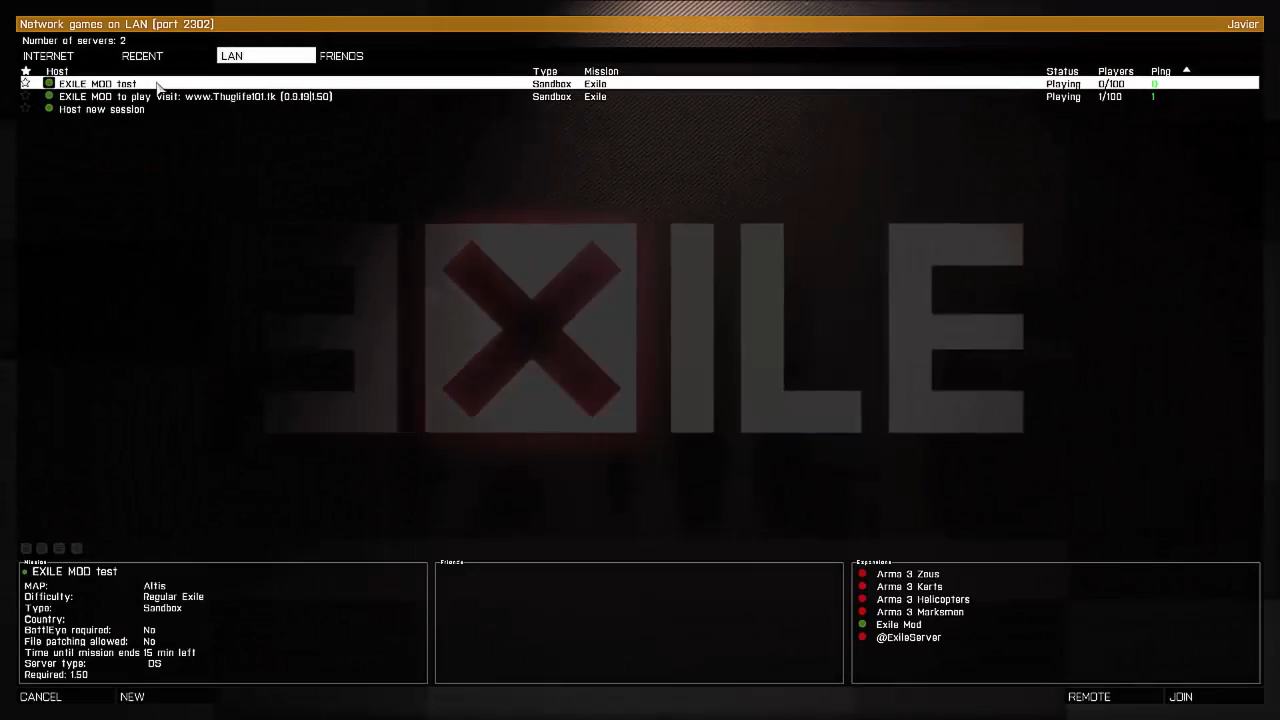 Network games on LAN (port 2302) Javier
Number of servers: 2
INTERNET RECENT LAN FRIENDS
Host Type Mission Status Players Ping
EXILE MOD test Sandbox Exile Playing 0/100 0
EXILE MOD to play visit: www.Thuglife101.tk (0.9.19|1.50) Sandbox Exile Playing 1/100 1
Host new session
EXILE
Mission
EXILE MOD test
MAP: Altis
Difficulty: Regular Exile
Type: Sandbox
Country:
BattlEye required: No
File patching allowed: No
Time until mission ends 15 min left
Server type: DS
Required: 1.50
Friends
Expansions
Arma 3 Zeus
Arma 3 Karts
Arma 3 Helicopters
Arma 3 Marksmen
Exile Mod
@ExileServer
CANCEL NEW REMOTE JOIN